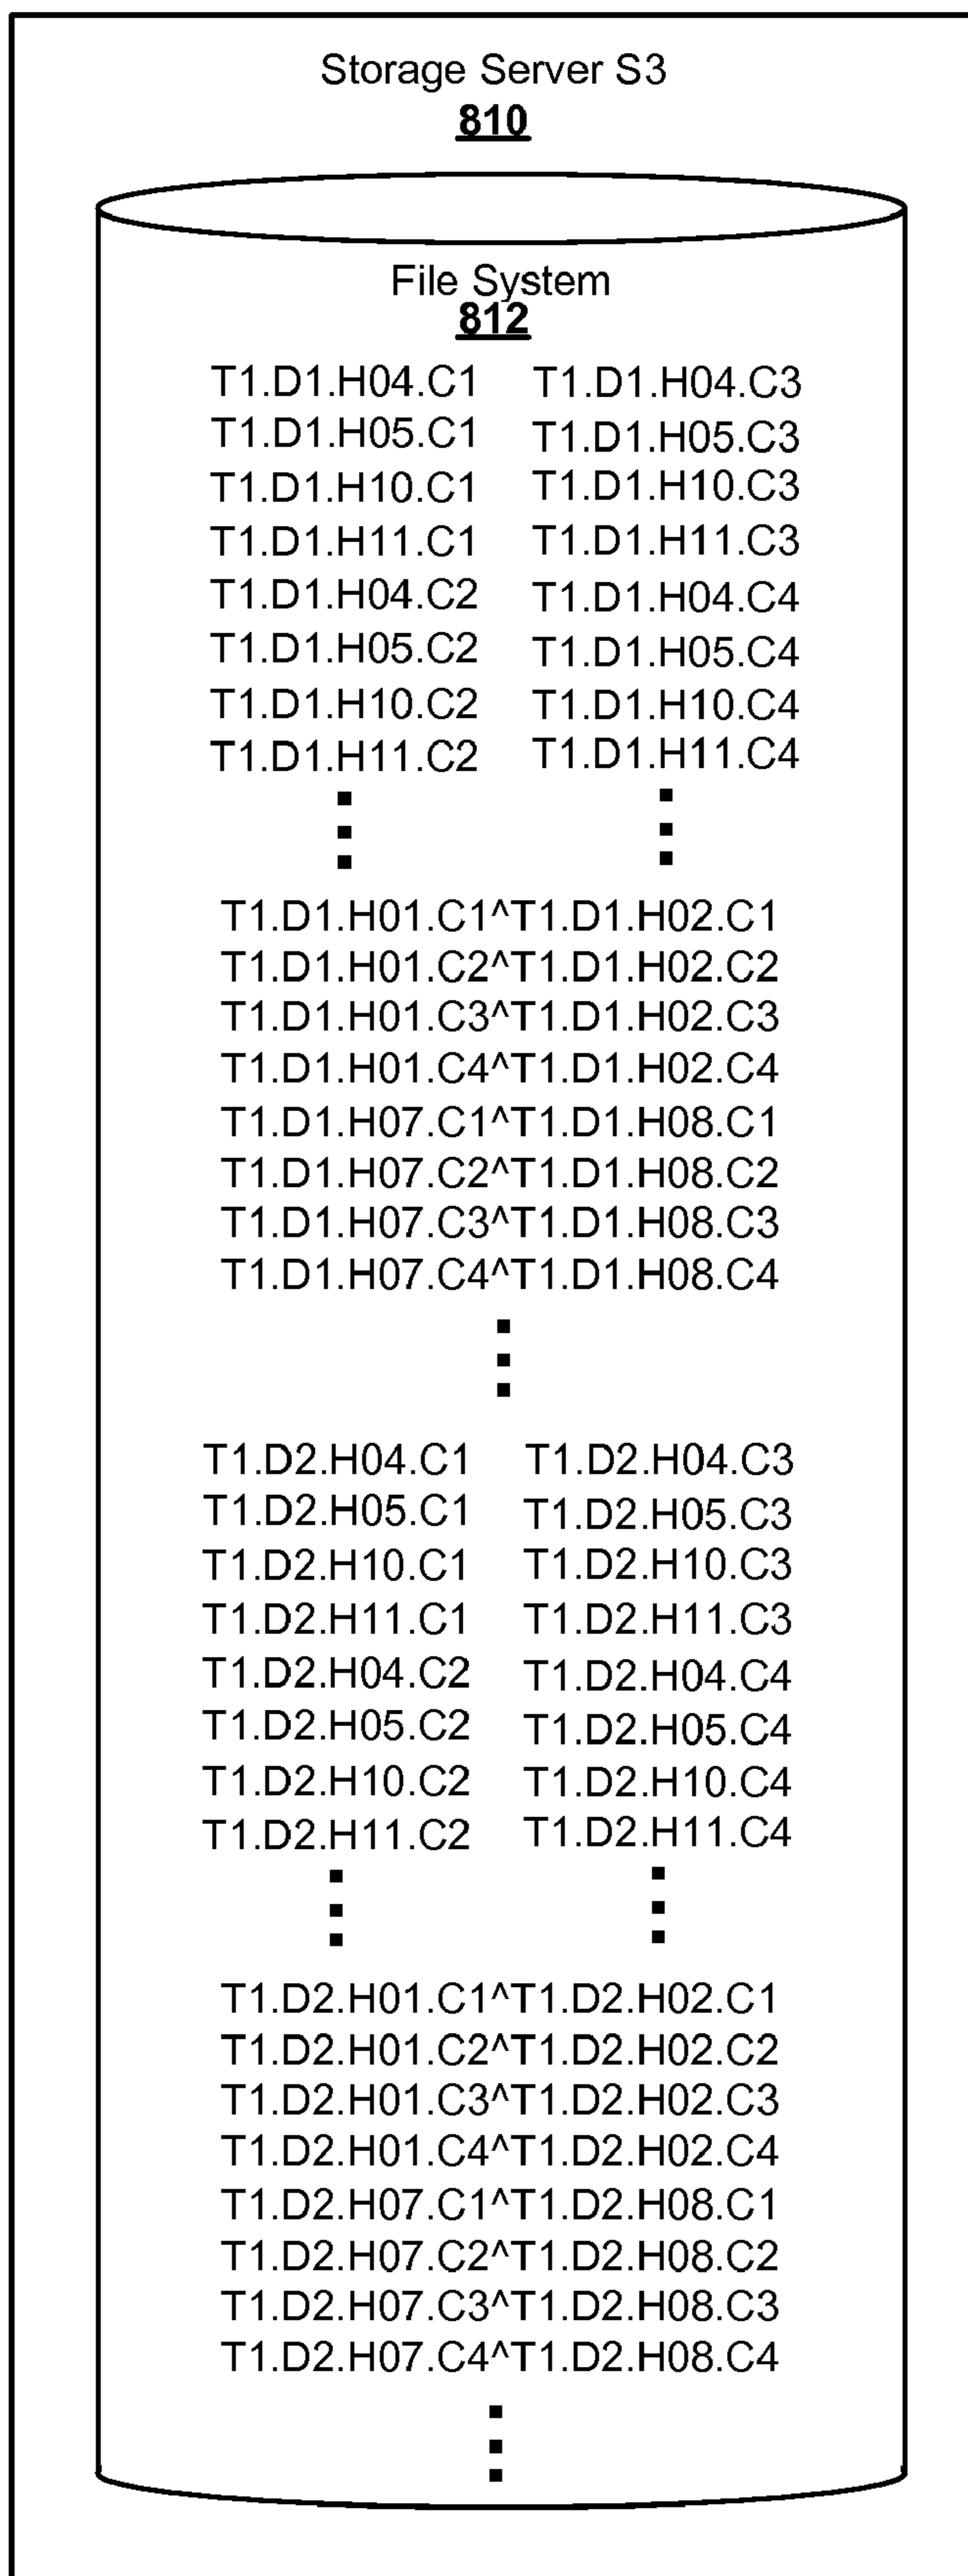 Storage Server S3
810
File System
812
T1.D1.H04.C1 T1.D1.H04.C3
T1.D1.H05.C1 T1.D1.H05.C3
T1.D1.H10.C1 T1.D1.H10.C3
T1.D1.H11.C1 T1.D1.H11.C3
T1.D1.H04.C2 T1.D1.H04.C4
T1.D1.H05.C2 T1.D1.H05.C4
T1.D1.H10.C2 T1.D1.H10.C4
T1.D1.H11.C2 T1.D1.H11.C4
T1.D1.H01.C1^T1.D1.H02.C1
T1.D1.H01.C2^T1.D1.H02.C2
T1.D1.H01.C3^T1.D1.H02.C3
T1.D1.H01.C4^T1.D1.H02.C4
T1.D1.H07.C1^T1.D1.H08.C1
T1.D1.H07.C2^T1.D1.H08.C2
T1.D1.H07.C3^T1.D1.H08.C3
T1.D1.H07.C4^T1.D1.H08.C4
T1.D2.H04.C1 T1.D2.H04.C3
T1.D2.H05.C1 T1.D2.H05.C3
T1.D2.H10.C1 T1.D2.H10.C3
T1.D2.H11.C1 T1.D2.H11.C3
T1.D2.H04.C2 T1.D2.H04.C4
T1.D2.H05.C2 T1.D2.H05.C4
T1.D2.H10.C2 T1.D2.H10.C4
T1.D2.H11.C2 T1.D2.H11.C4
T1.D2.H01.C1^T1.D2.H02.C1
T1.D2.H01.C2^T1.D2.H02.C2
T1.D2.H01.C3^T1.D2.H02.C3
T1.D2.H01.C4^T1.D2.H02.C4
T1.D2.H07.C1^T1.D2.H08.C1
T1.D2.H07.C2^T1.D2.H08.C2
T1.D2.H07.C3^T1.D2.H08.C3
T1.D2.H07.C4^T1.D2.H08.C4